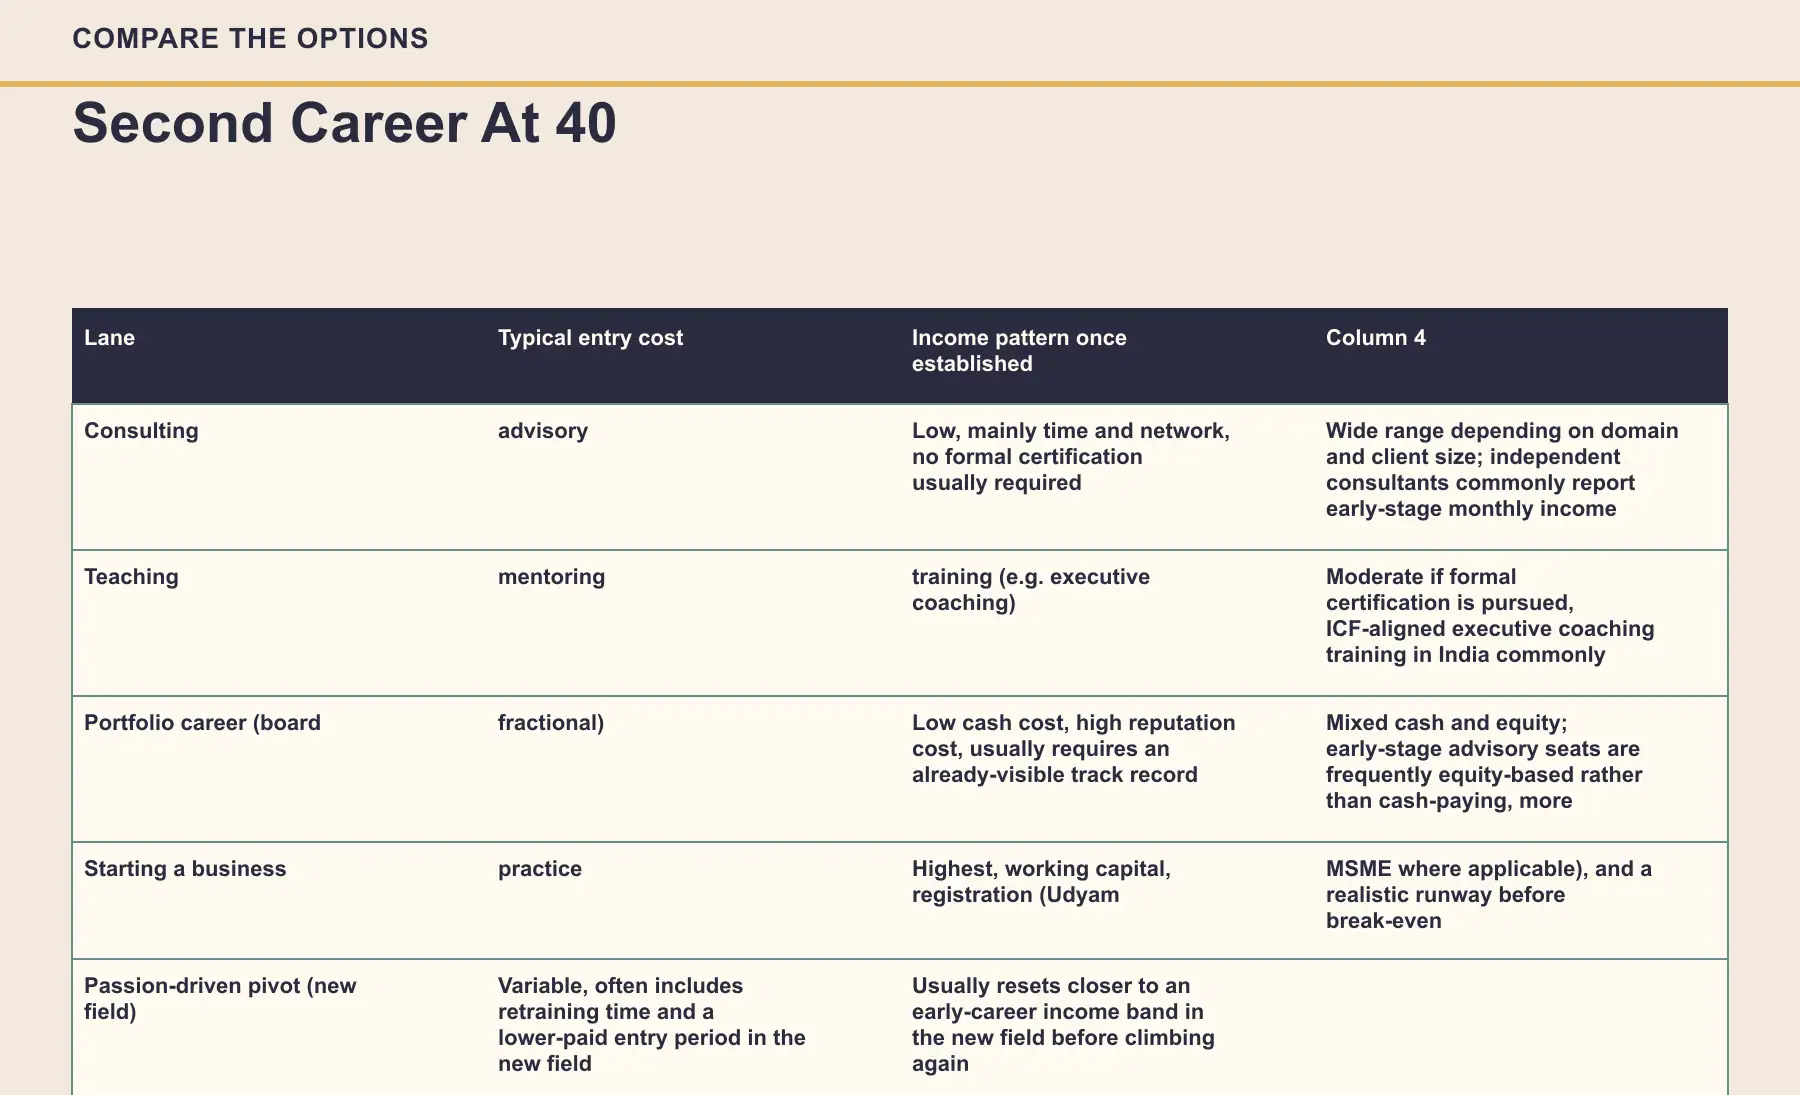 COMPARE THE OPTIONS
Second Career At 40
Lane
Typical entry cost
Income pattern once
established
Column 4
Consulting
advisory
Low, mainly time and network,
no formal certification
usually required
Wide range depending on domain
and client size; independent
consultants commonly report
early-stage monthly income
Teaching
mentoring
training (e.g. executive
coaching)
Moderate if formal
certification is pursued,
ICF-aligned executive coaching
training in India commonly
Portfolio career (board
fractional)
Low cash cost, high reputation
cost, usually requires an
already-visible track record
Mixed cash and equity;
early-stage advisory seats are
frequently equity-based rather
than cash-paying, more
Starting a business
practice
Highest, working capital,
registration (Udyam
MSME where applicable), and a
realistic runway before
break-even
Passion-driven pivot (new
field)
Variable, often includes
retraining time and a
lower-paid entry period in the
new field
Usually resets closer to an
early-career income band in
the new field before climbing
again